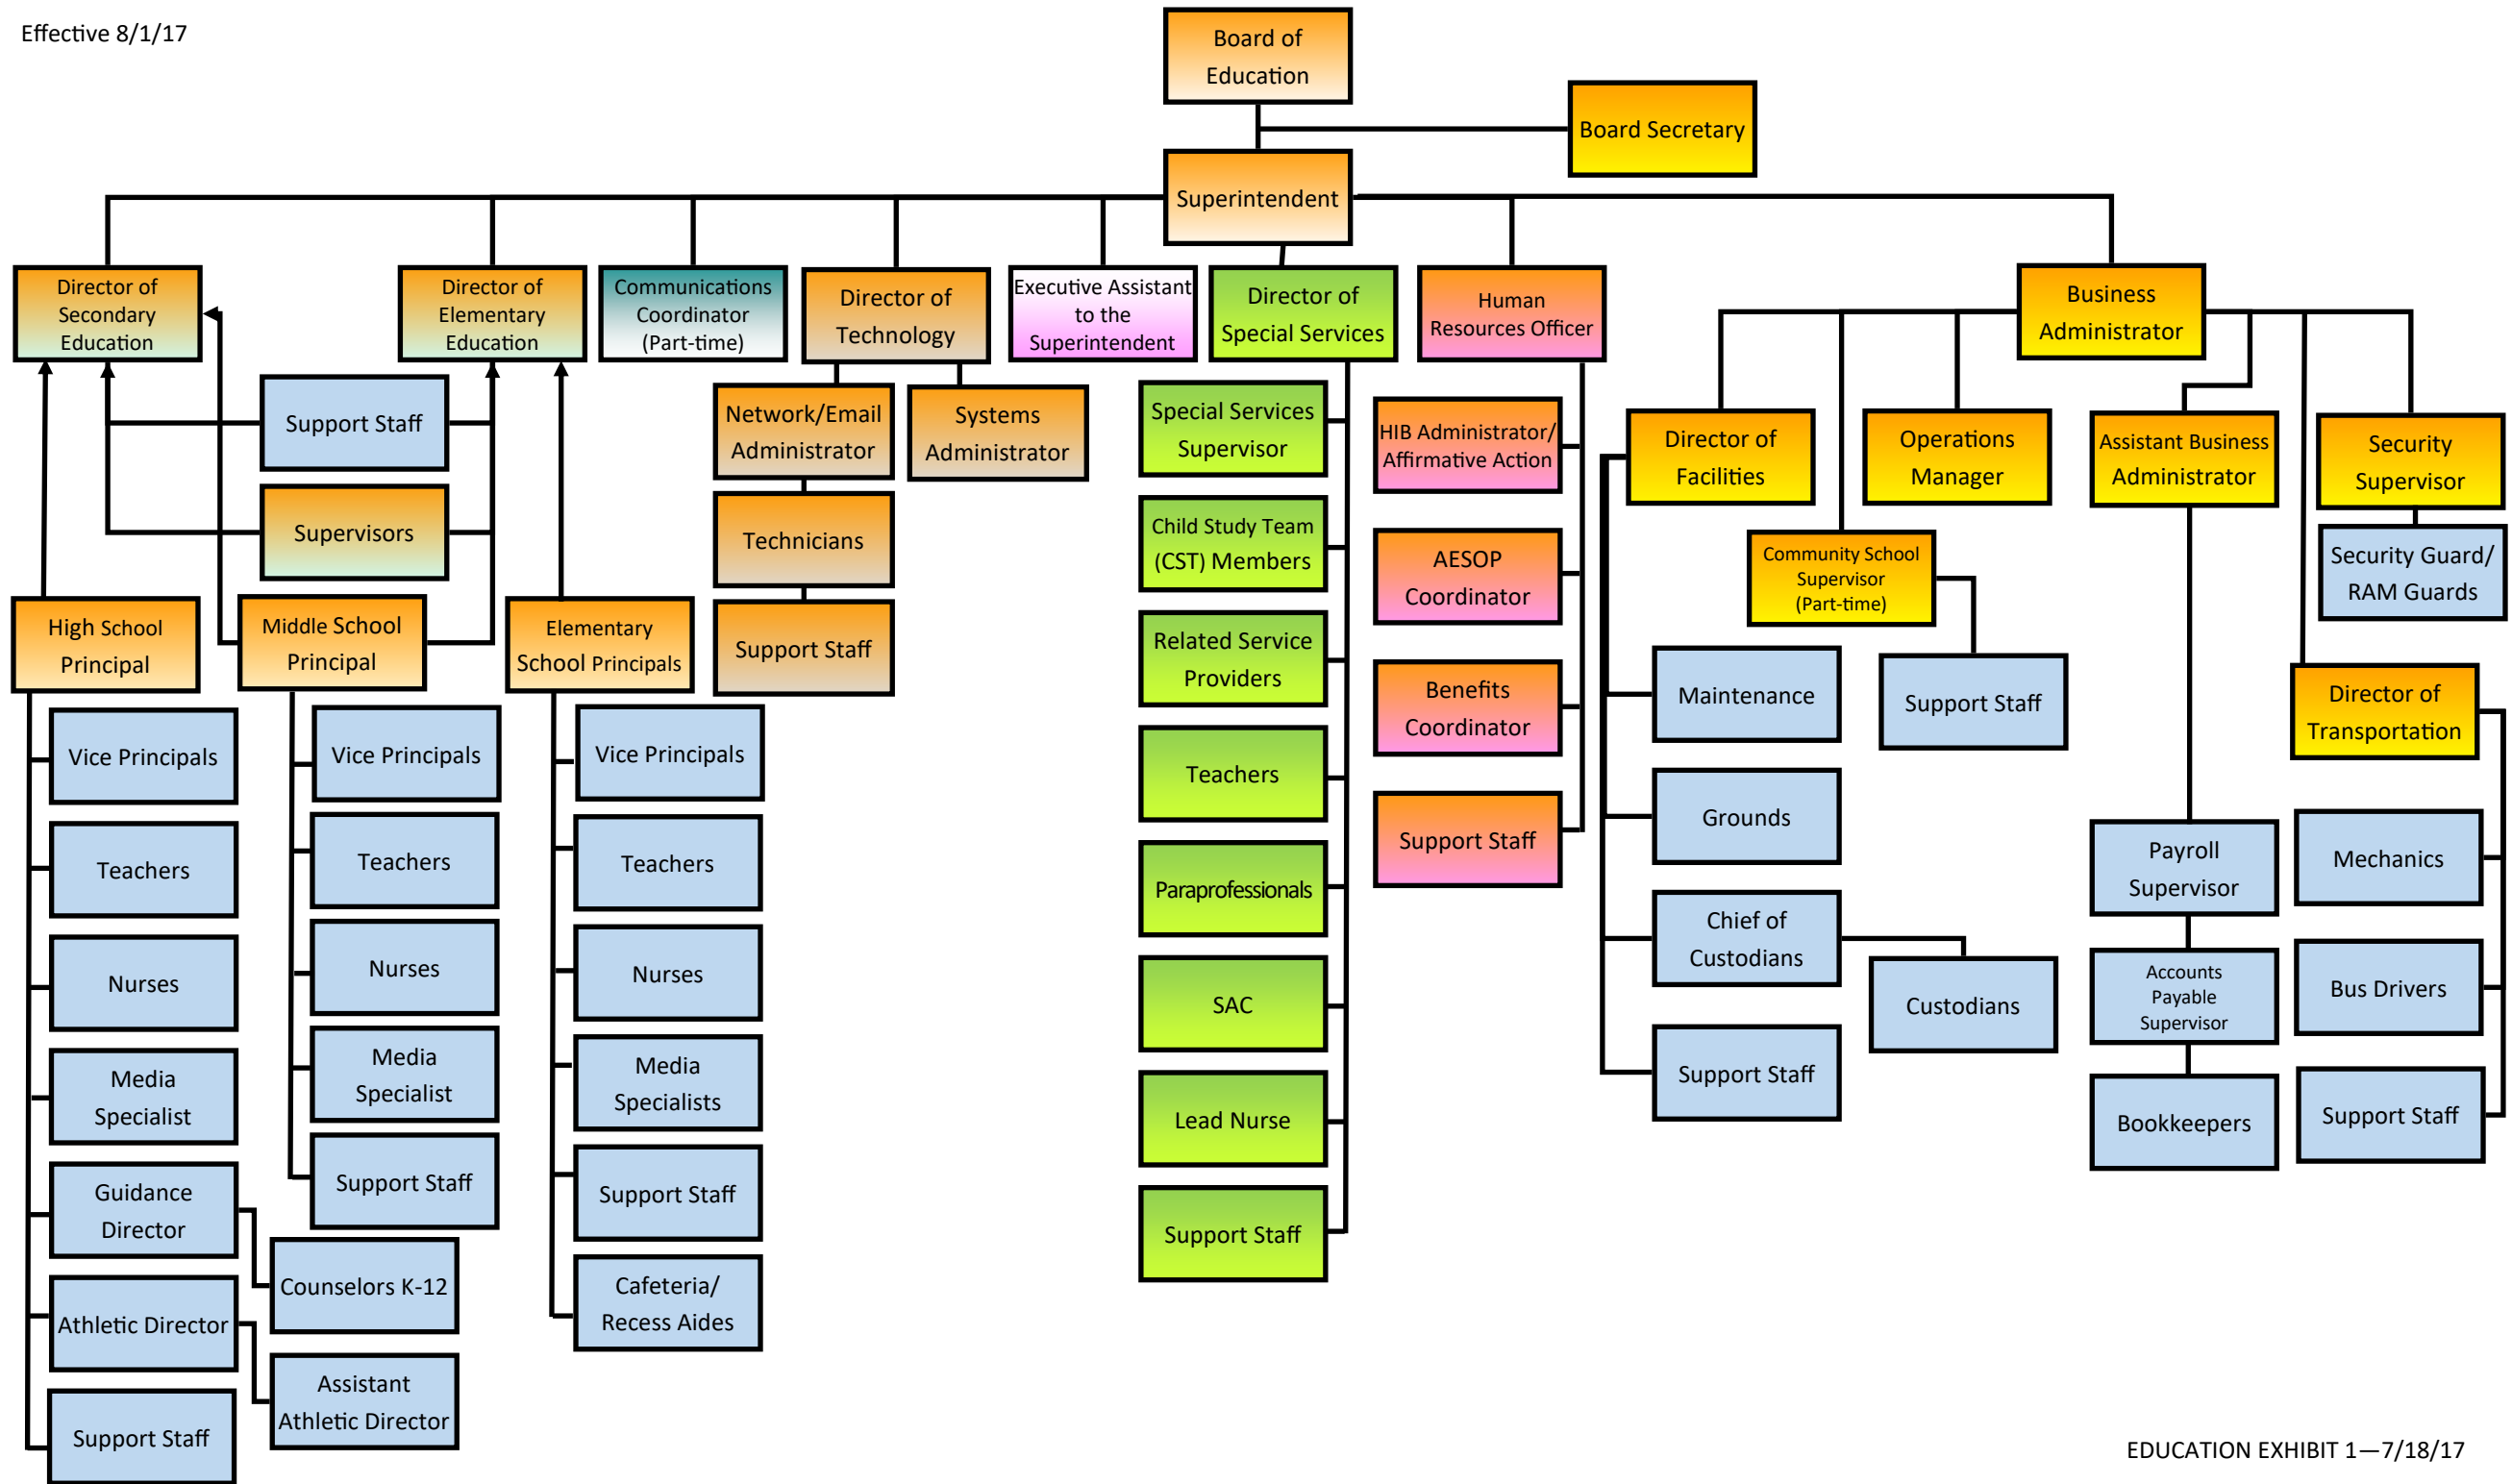 Effective 8/1/17
Board of
Education
Board Secretary
Superintendent
Director of
Secondary
Education
Director of
Elementary
Education
Communications
Coordinator
(Part-time)
Director of
Technology
Executive Assistant
to the
Superintendent
Director of
Special Services
Human
Resources Officer
Business
Administrator
Support Staff
Supervisors
Network/Email
Administrator
Systems
Administrator
Technicians
Support Staff
High School
Principal
Middle School
Principal
Elementary
School Principals
Vice Principals
Teachers
Nurses
Media
Specialist
Guidance
Director
Counselors K-12
Athletic Director
Assistant
Athletic Director
Support Staff
Vice Principals
Teachers
Nurses
Media
Specialist
Support Staff
Vice Principals
Teachers
Nurses
Media
Specialists
Support Staff
Cafeteria/
Recess Aides
Special Services
Supervisor
Child Study Team
(CST) Members
Related Service
Providers
Teachers
Paraprofessionals
SAC
Lead Nurse
Support Staff
HIB Administrator/
Affirmative Action
AESOP
Coordinator
Benefits
Coordinator
Support Staff
Director of
Facilities
Operations
Manager
Assistant Business
Administrator
Security
Supervisor
Community School
Supervisor
(Part-time)
Security Guard/
RAM Guards
Maintenance
Support Staff
Director of
Transportation
Grounds
Chief of
Custodians
Custodians
Support Staff
Payroll
Supervisor
Accounts
Payable
Supervisor
Bookkeepers
Mechanics
Bus Drivers
Support Staff
EDUCATION EXHIBIT 1—7/18/17